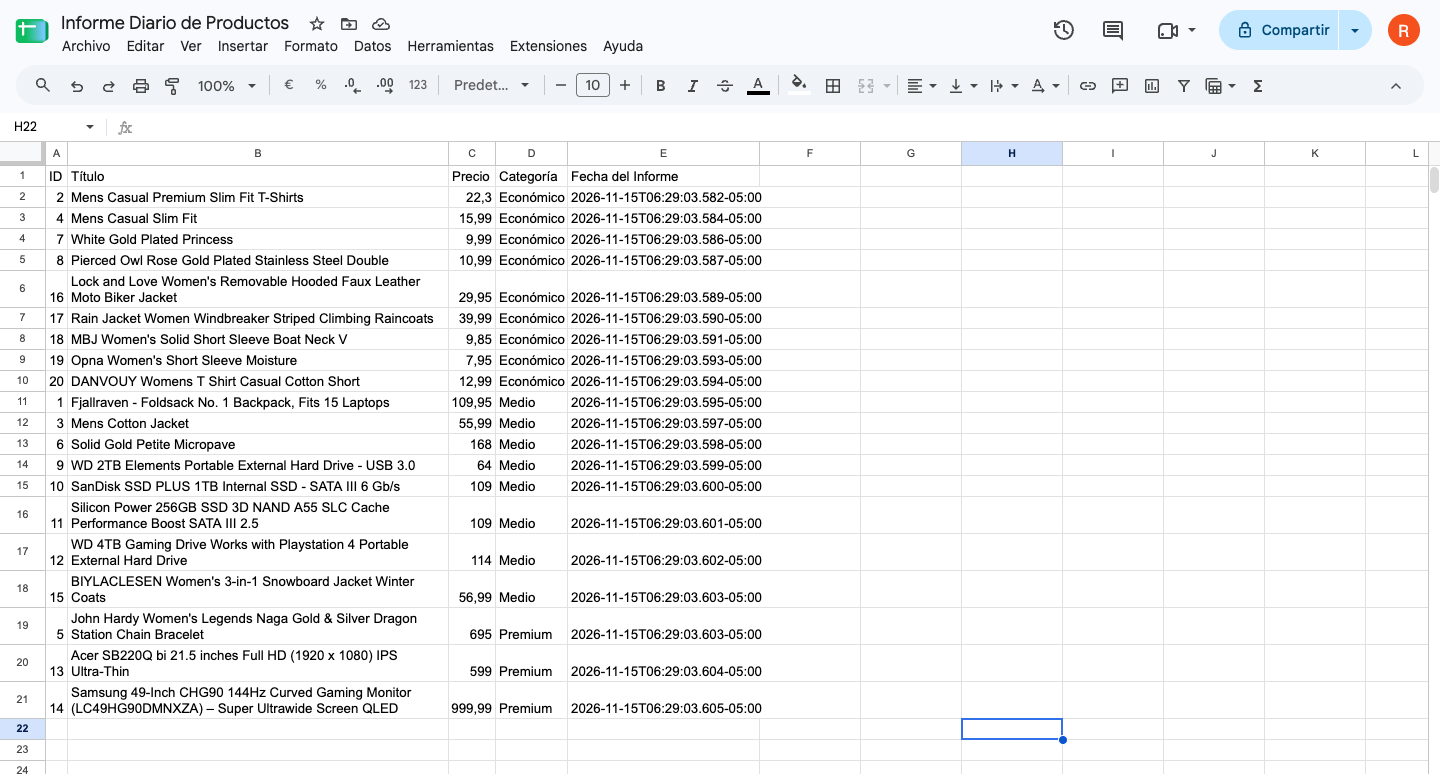 Informe Diario de Productos
Archivo Editar Ver Insertar Formato Datos Herramientas Extensiones Ayuda
Compartir
R
100% € % .0 .00 123 Predet... − 10 + B I S A A Σ
H22 fx
A B C D E F G H I J K L
1 ID Título Precio Categoría Fecha del Informe
2 2 Mens Casual Premium Slim Fit T-Shirts 22,3 Económico 2026-11-15T06:29:03.582-05:00
3 4 Mens Casual Slim Fit 15,99 Económico 2026-11-15T06:29:03.584-05:00
4 7 White Gold Plated Princess 9,99 Económico 2026-11-15T06:29:03.586-05:00
5 8 Pierced Owl Rose Gold Plated Stainless Steel Double 10,99 Económico 2026-11-15T06:29:03.587-05:00
Lock and Love Women's Removable Hooded Faux Leather
6 16 Moto Biker Jacket 29,95 Económico 2026-11-15T06:29:03.589-05:00
7 17 Rain Jacket Women Windbreaker Striped Climbing Raincoats 39,99 Económico 2026-11-15T06:29:03.590-05:00
8 18 MBJ Women's Solid Short Sleeve Boat Neck V 9,85 Económico 2026-11-15T06:29:03.591-05:00
9 19 Opna Women's Short Sleeve Moisture 7,95 Económico 2026-11-15T06:29:03.593-05:00
10 20 DANVOUY Womens T Shirt Casual Cotton Short 12,99 Económico 2026-11-15T06:29:03.594-05:00
11 1 Fjallraven - Foldsack No. 1 Backpack, Fits 15 Laptops 109,95 Medio 2026-11-15T06:29:03.595-05:00
12 3 Mens Cotton Jacket 55,99 Medio 2026-11-15T06:29:03.597-05:00
13 6 Solid Gold Petite Micropave 168 Medio 2026-11-15T06:29:03.598-05:00
14 9 WD 2TB Elements Portable External Hard Drive - USB 3.0 64 Medio 2026-11-15T06:29:03.599-05:00
15 10 SanDisk SSD PLUS 1TB Internal SSD - SATA III 6 Gb/s 109 Medio 2026-11-15T06:29:03.600-05:00
Silicon Power 256GB SSD 3D NAND A55 SLC Cache
16 11 Performance Boost SATA III 2.5 109 Medio 2026-11-15T06:29:03.601-05:00
WD 4TB Gaming Drive Works with Playstation 4 Portable
17 12 External Hard Drive 114 Medio 2026-11-15T06:29:03.602-05:00
BIYLACLESEN Women's 3-in-1 Snowboard Jacket Winter
18 15 Coats 56,99 Medio 2026-11-15T06:29:03.603-05:00
John Hardy Women's Legends Naga Gold & Silver Dragon
19 5 Station Chain Bracelet 695 Premium 2026-11-15T06:29:03.603-05:00
Acer SB220Q bi 21.5 inches Full HD (1920 x 1080) IPS
20 13 Ultra-Thin 599 Premium 2026-11-15T06:29:03.604-05:00
Samsung 49-Inch CHG90 144Hz Curved Gaming Monitor
21 14 (LC49HG90DMNXZA) – Super Ultrawide Screen QLED 999,99 Premium 2026-11-15T06:29:03.605-05:00
22
23
24